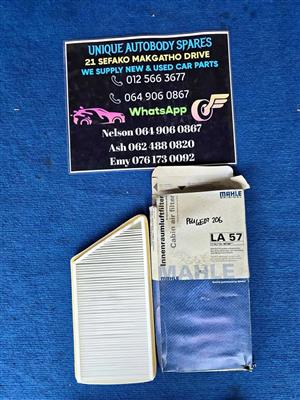 UNIQUE AUTOBODY SPARES
21 SEFAKO MAKGATHO DRIVE
WE SUPPLY NEW & USED CAR PARTS
012 566 3677
064 906 0867
WhatsApp
Nelson 064 906 0867
Ash 062 488 0820
Emy 076 173 0092
MAHLE
Innenraumluftfilter
Cabin air filter
PEUGEOT 206
LA 57
MAHLE